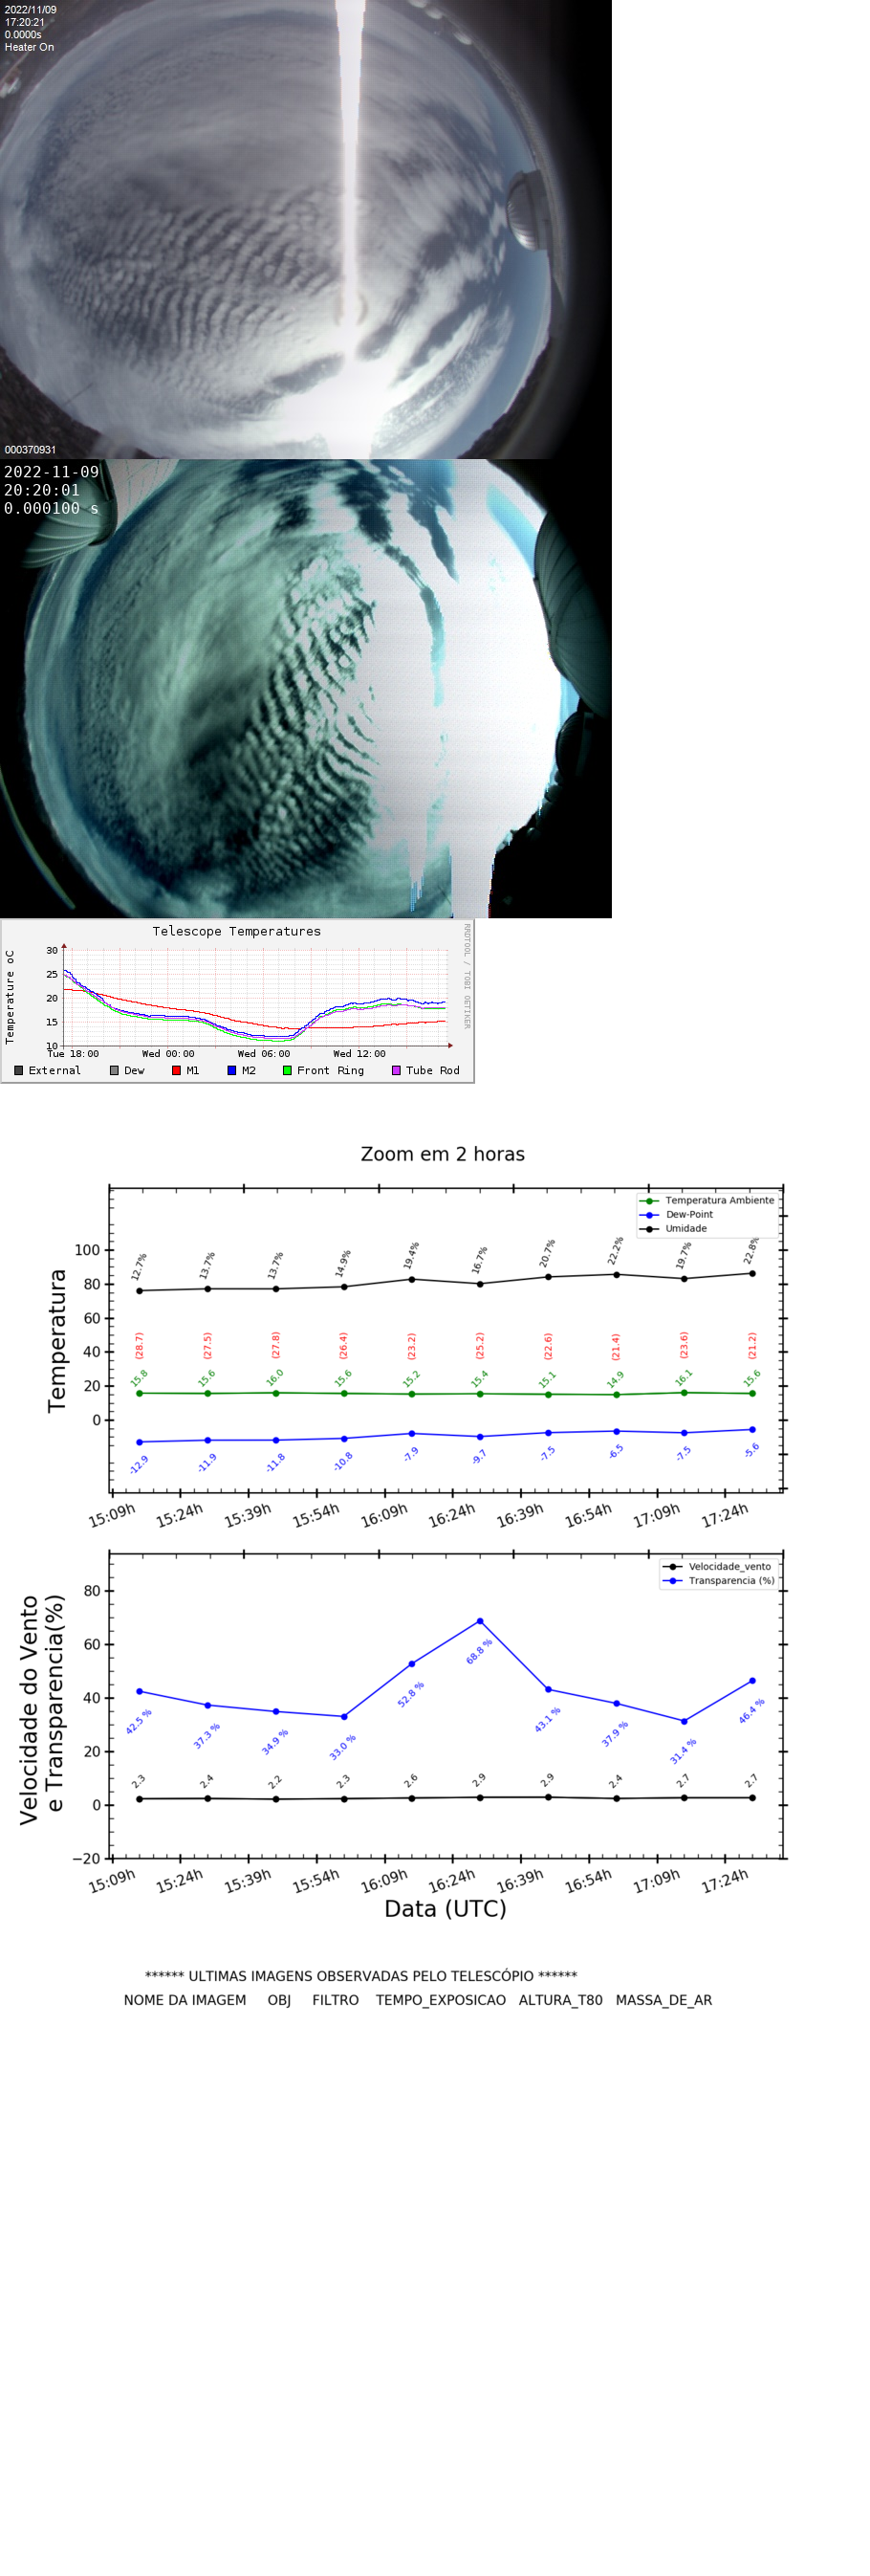 2022/11/09
17:20:21
0.0000s
Heater On
000370931
2022-11-09
20:20:01
0.000100 s
Telescope Temperatures
RRDTOOL / TOBI OETIKER
Temperature oC
30
25
20
15
10
Tue 18:00 Wed 00:00 Wed 06:00 Wed 12:00
External Dew M1 M2 Front Ring Tube Rod
Zoom em 2 horas
Temperatura Ambiente
Dew-Point
Umidade
Temperatura
100
80
60
40
20
0
12.7% 13.7% 13.7% 14.9% 19.4% 16.7% 20.7% 22.2% 19.7% 22.8%
(28.7) (27.5) (27.8) (26.4) (23.2) (25.2) (22.6) (21.4) (23.6) (21.2)
15.8 15.6 16.0 15.6 15.2 15.4 15.1 14.9 16.1 15.6
-12.9 -11.9 -11.8 -10.8 -7.9 -9.7 -7.5 -6.5 -7.5 -5.6
15:09h 15:24h 15:39h 15:54h 16:09h 16:24h 16:39h 16:54h 17:09h 17:24h
Velocidade_vento
Transparencia (%)
Velocidade do Vento
e Transparencia(%)
80
60
40
20
0
−20
42.5 % 37.3 % 34.9 % 33.0 % 52.8 % 68.8 % 43.1 % 37.9 % 31.4 % 46.4 %
2.3 2.4 2.2 2.3 2.6 2.9 2.9 2.4 2.7 2.7
15:09h 15:24h 15:39h 15:54h 16:09h 16:24h 16:39h 16:54h 17:09h 17:24h
Data (UTC)
****** ULTIMAS IMAGENS OBSERVADAS PELO TELESCÓPIO ******
NOME DA IMAGEM OBJ FILTRO TEMPO_EXPOSICAO ALTURA_T80 MASSA_DE_AR